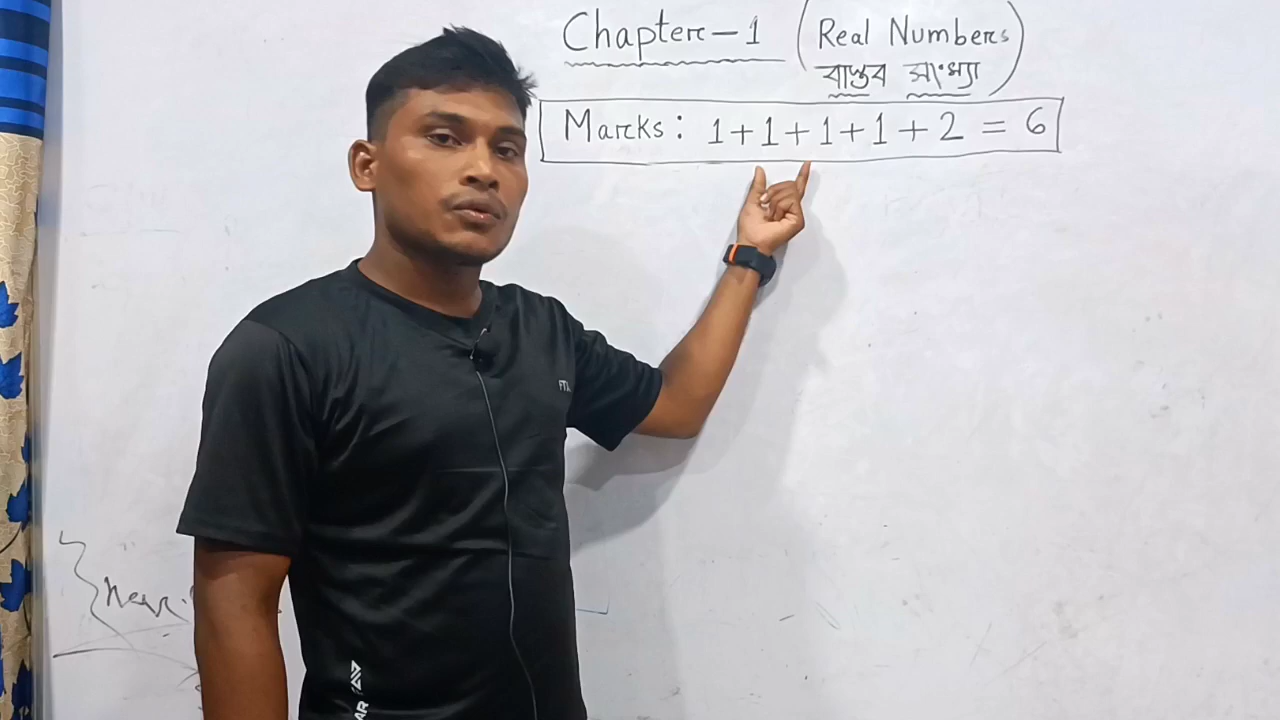 Chapter-1 (Real Numbers)
বাস্তব সংখ্যা
Marks: 1+1+1+1+2 = 6